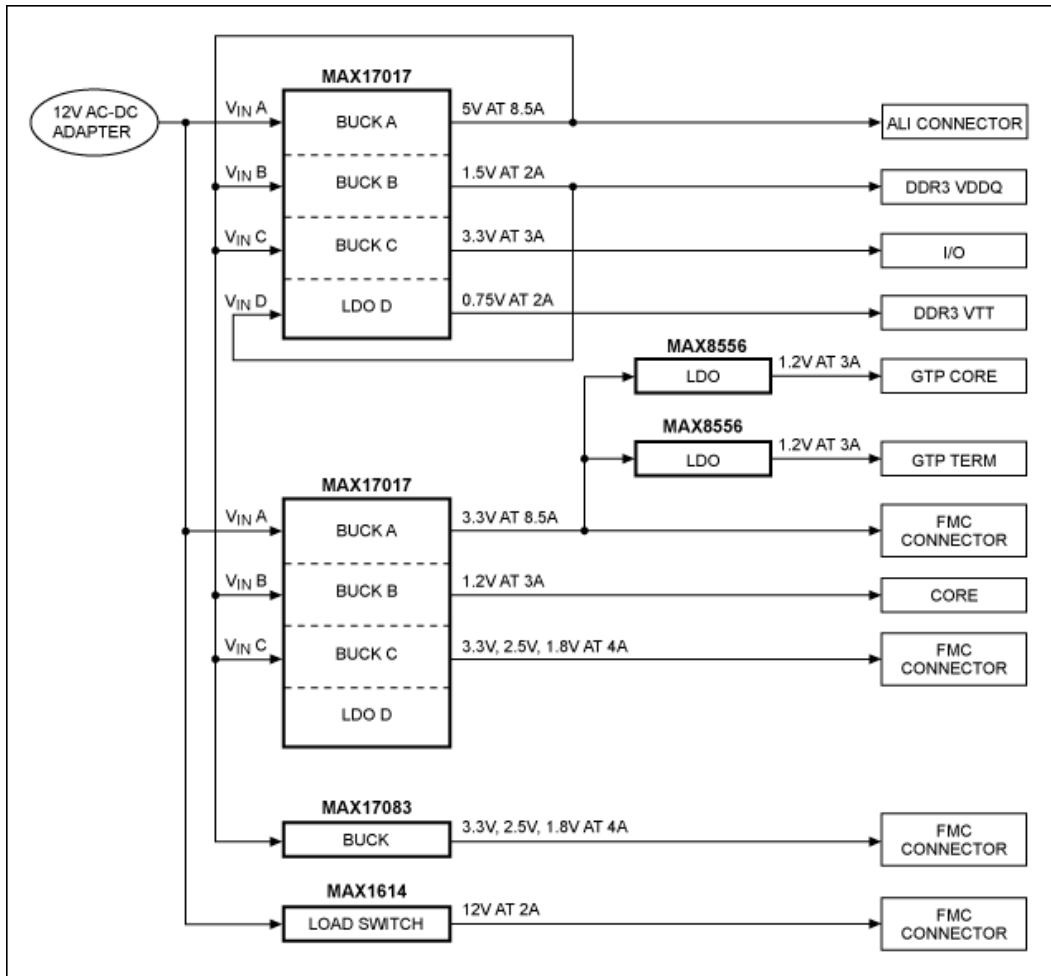 MAX17017
12V AC-DC
ADAPTER
VIN A
BUCK A
5V AT 8.5A
ALI CONNECTOR
VIN B
BUCK B
1.5V AT 2A
DDR3 VDDQ
VIN C
BUCK C
3.3V AT 3A
I/O
VIN D
LDO D
0.75V AT 2A
DDR3 VTT
MAX8556
LDO
1.2V AT 3A
GTP CORE
MAX8556
LDO
1.2V AT 3A
GTP TERM
MAX17017
VIN A
BUCK A
3.3V AT 8.5A
FMC
CONNECTOR
VIN B
BUCK B
1.2V AT 3A
CORE
VIN C
BUCK C
3.3V, 2.5V, 1.8V AT 4A
FMC
CONNECTOR
LDO D
MAX17083
BUCK
3.3V, 2.5V, 1.8V AT 4A
FMC
CONNECTOR
MAX1614
LOAD SWITCH
12V AT 2A
FMC
CONNECTOR